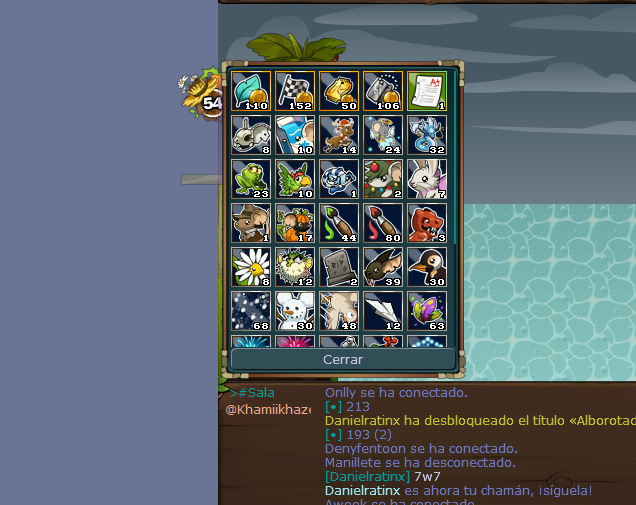 54
110 152 50 106 1
8 10 14 24 32
23 10 1 2 7
1 17 44 80 3
8 12 RIP 2 39 30
68 30 48 12 63
Cerrar
>#Sala
@Khamiikhaze
Onlly se ha conectado.
[•] 213
Danielratinx ha desbloqueado el título «Alborotad
[•] 193 (2)
Denyfentoon se ha conectado.
Manillete se ha desconectado.
[Danielratinx] 7w7
Danielratinx es ahora tu chamán, ¡síguela!
Awook se ha conectado